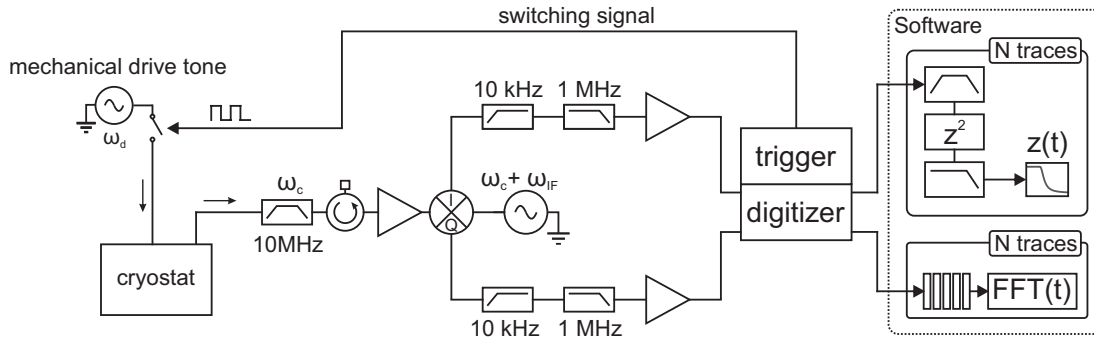 switching signal
mechanical drive tone
ω_d
cryostat
ω_c
10MHz
I
Q
ω_c + ω_IF
10 kHz
1 MHz
10 kHz
1 MHz
trigger
digitizer
Software
N traces
z²
z(t)
N traces
FFT(t)